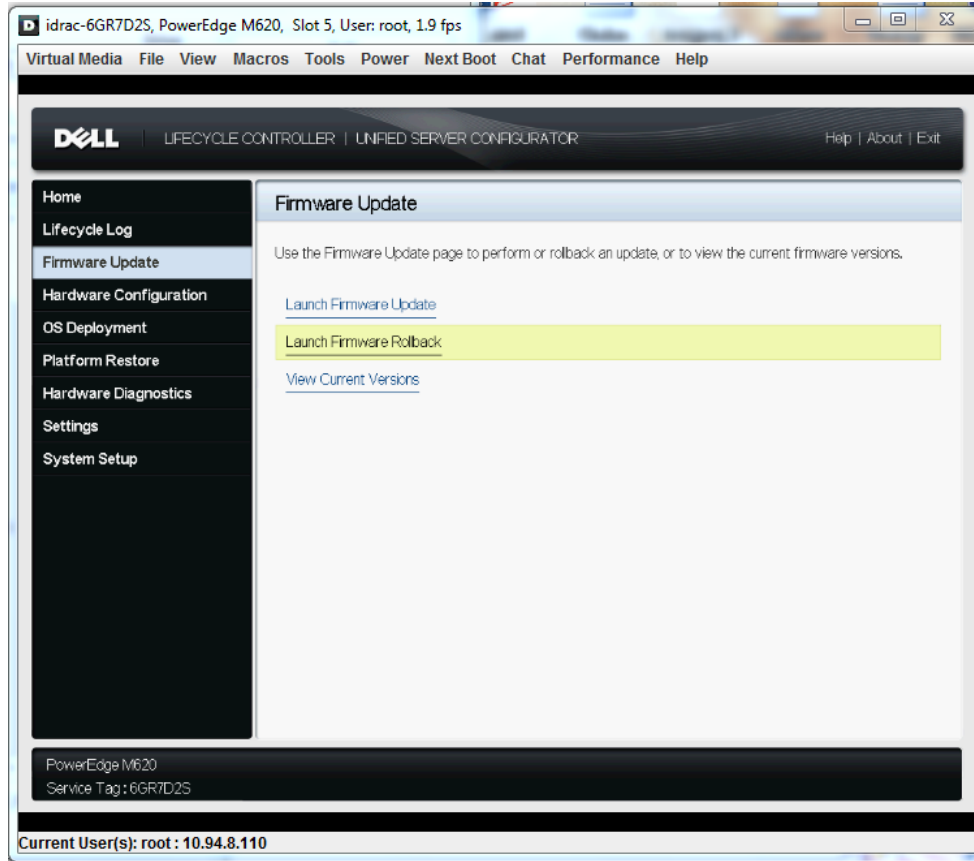 idrac-6GR7D2S, PowerEdge M620, Slot 5, User: root, 1.9 fps
Virtual Media File View Macros Tools Power Next Boot Chat Performance Help
DELL LIFECYCLE CONTROLLER | UNIFIED SERVER CONFIGURATOR Help | About | Exit
Home
Lifecycle Log
Firmware Update
Hardware Configuration
OS Deployment
Platform Restore
Hardware Diagnostics
Settings
System Setup
Firmware Update
Use the Firmware Update page to perform or rollback an update, or to view the current firmware versions.
Launch Firmware Update
Launch Firmware Rollback
View Current Versions
PowerEdge M620
Service Tag : 6GR7D2S
Current User(s): root : 10.94.8.110